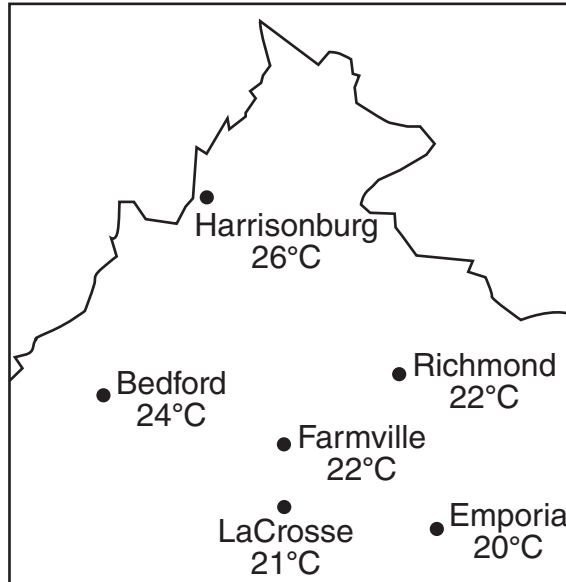 Harrisonburg
26°C
Bedford
24°C
Richmond
22°C
Farmville
22°C
LaCrosse
21°C
Emporia
20°C